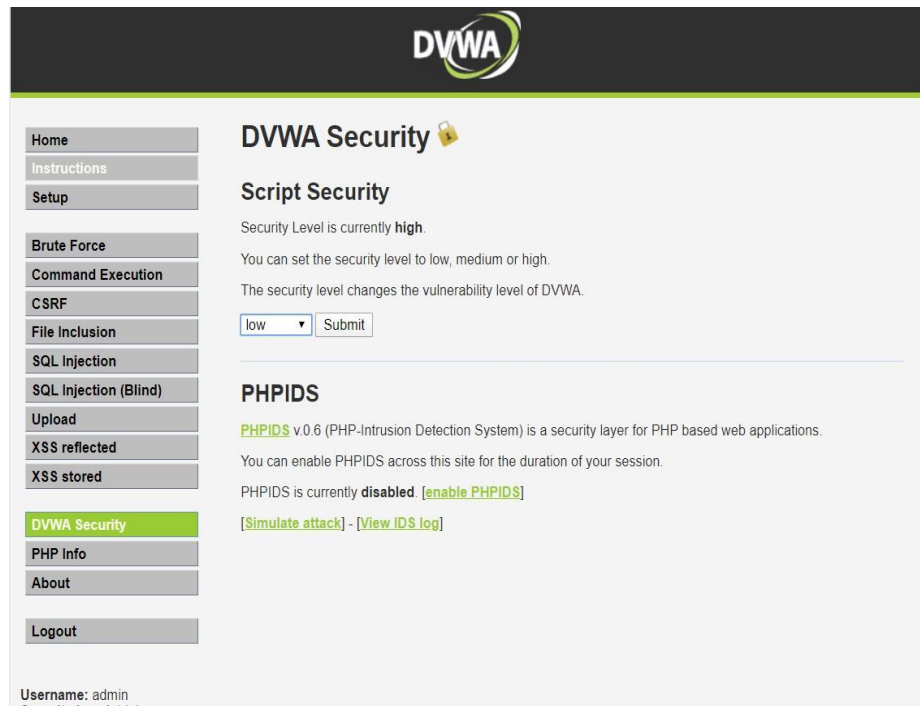 DVWA
Home
Instructions
Setup
Brute Force
Command Execution
CSRF
File Inclusion
SQL Injection
SQL Injection (Blind)
Upload
XSS reflected
XSS stored
DVWA Security
PHP Info
About
Logout
Username: admin
DVWA Security
Script Security
Security Level is currently high.
You can set the security level to low, medium or high.
The security level changes the vulnerability level of DVWA.
low Submit
PHPIDS
PHPIDS v.0.6 (PHP-Intrusion Detection System) is a security layer for PHP based web applications.
You can enable PHPIDS across this site for the duration of your session.
PHPIDS is currently disabled. [enable PHPIDS]
[Simulate attack] - [View IDS log]